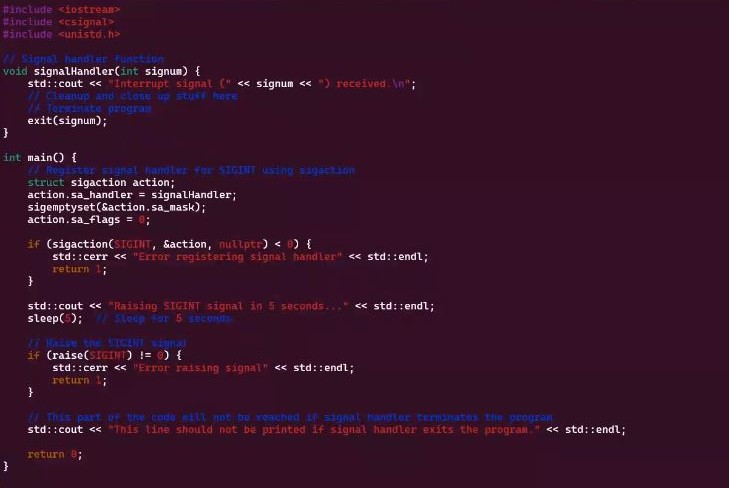 #include <iostream>
#include <csignal>
#include <unistd.h>

// Signal handler function
void signalHandler(int signum) {
    std::cout << "Interrupt signal (" << signum << ") received.\n";
    // Cleanup and close up stuff here
    // Terminate program
    exit(signum);
}

int main() {
    // Register signal handler for SIGINT using sigaction
    struct sigaction action;
    action.sa_handler = signalHandler;
    sigemptyset(&action.sa_mask);
    action.sa_flags = 0;

    if (sigaction(SIGINT, &action, nullptr) < 0) {
        std::cerr << "Error registering signal handler" << std::endl;
        return 1;
    }

    std::cout << "Raising SIGINT signal in 5 seconds..." << std::endl;
    sleep(5);  // Sleep for 5 seconds

    // Raise the SIGINT signal
    if (raise(SIGINT) != 0) {
        std::cerr << "Error raising signal" << std::endl;
        return 1;
    }

    // This part of the code will not be reached if signal handler terminates the program
    std::cout << "This line should not be printed if signal handler exits the program." << std::endl;

    return 0;
}